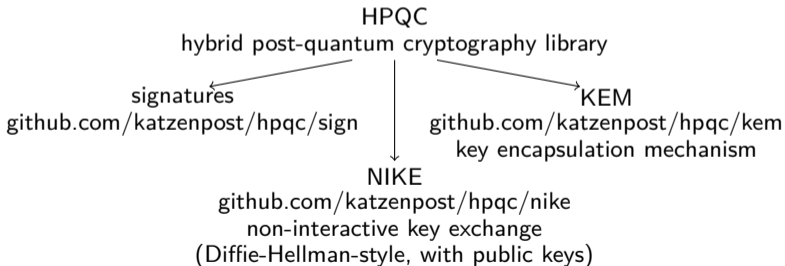 HPQC
hybrid post-quantum cryptography library
signatures
github.com/katzenpost/hpqc/sign
KEM
github.com/katzenpost/hpqc/kem
key encapsulation mechanism
NIKE
github.com/katzenpost/hpqc/nike
non-interactive key exchange
(Diffie-Hellman-style, with public keys)